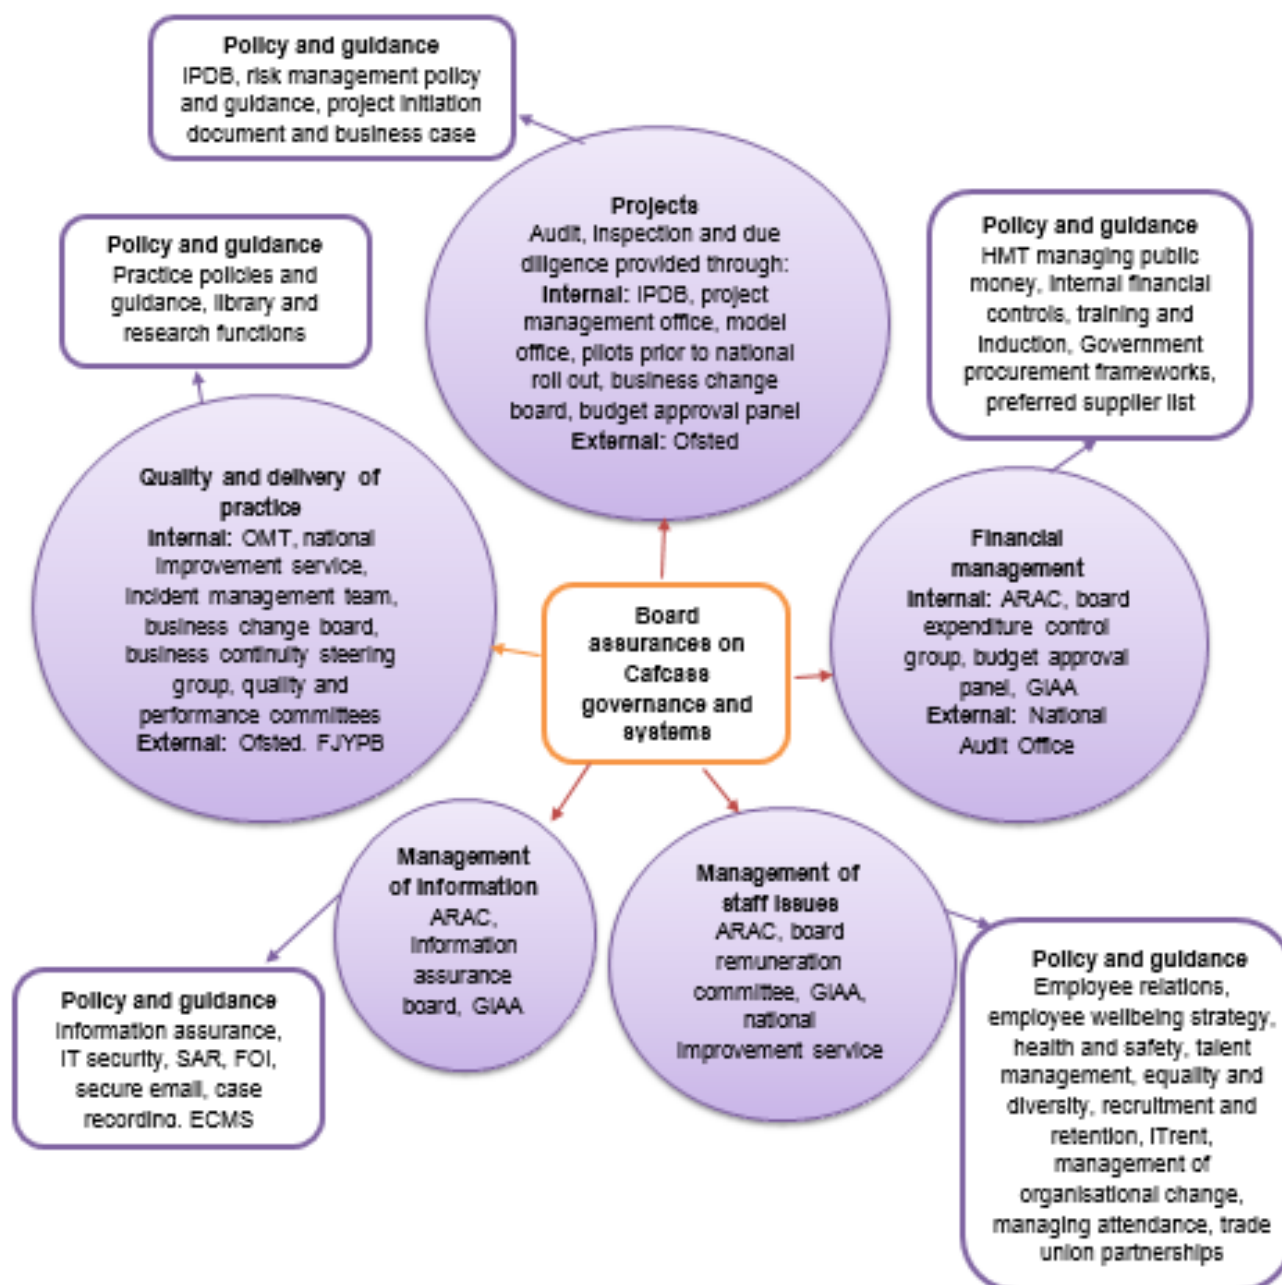 Policy and guidance
IPDB, risk management policy
and guidance, project initiation
document and business case
Projects
Audit, inspection and due
diligence provided through:
Internal: IPDB, project
management office, model
office, pilots prior to national
roll out, business change
board, budget approval panel
External: Ofsted
Policy and guidance
HMT managing public
money, internal financial
controls, training and
induction, Government
procurement frameworks,
preferred supplier list
Policy and guidance
Practice policies and
guidance, library and
research functions
Quality and delivery of
practice
Internal: OMT, national
improvement service,
incident management team,
business change board,
business continuity steering
group, quality and
performance committees
External: Ofsted. FJYPB
Board
assurances on
Cafcass
governance and
systems
Financial
management
Internal: ARAC, board
expenditure control
group, budget approval
panel, GIAA
External: National
Audit Office
Management
of information
ARAC,
information
assurance
board, GIAA
Management of
staff issues
ARAC, board
remuneration
committee, GIAA,
national
improvement service
Policy and guidance
Information assurance,
IT security, SAR, FOI,
secure email, case
recording. ECMS
Policy and guidance
Employee relations,
employee wellbeing strategy,
health and safety, talent
management, equality and
diversity, recruitment and
retention, iTrent,
management of
organisational change,
managing attendance, trade
union partnerships